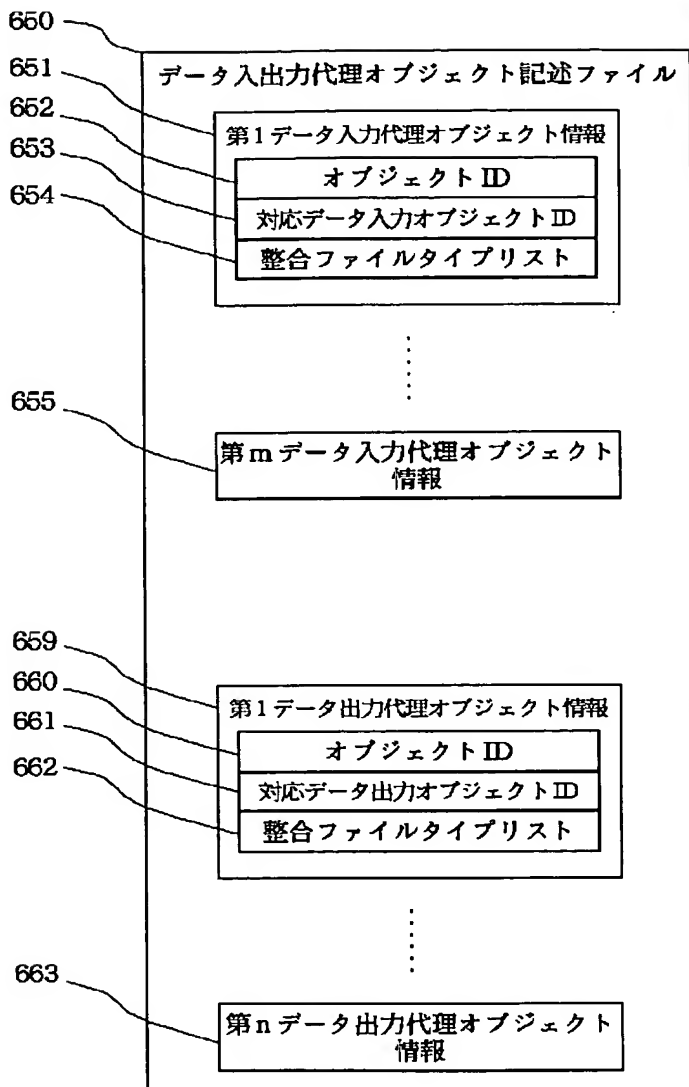 650
データ入出力代理オブジェクト記述ファイル
651
第1データ入力代理オブジェクト情報
652
オブジェクトID
653
対応データ入力オブジェクトID
654
整合ファイルタイプリスト
655
第mデータ入力代理オブジェクト
情報
659
第1データ出力代理オブジェクト情報
660
オブジェクトID
661
対応データ出力オブジェクトID
662
整合ファイルタイプリスト
663
第nデータ出力代理オブジェクト
情報